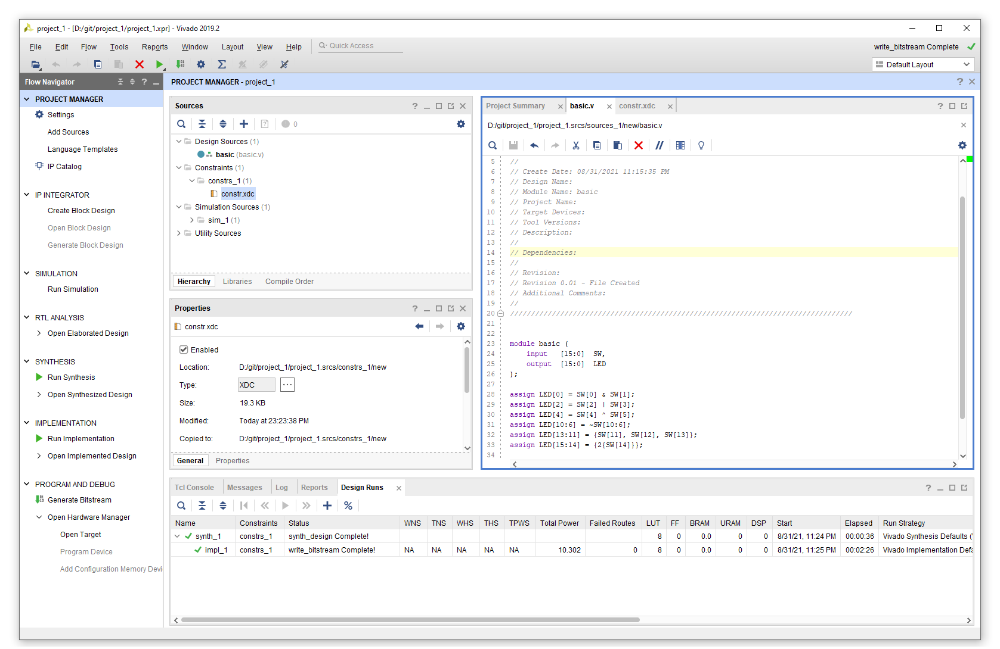 project_1 - [D:/git/project_1/project_1.xpr] - Vivado 2019.2
File Edit Flow Tools Reports Window Layout View Help Quick Access
write_bitstream Complete
Default Layout
Flow Navigator
PROJECT MANAGER
Settings
Add Sources
Language Templates
IP Catalog
IP INTEGRATOR
Create Block Design
Open Block Design
Generate Block Design
SIMULATION
Run Simulation
RTL ANALYSIS
Open Elaborated Design
SYNTHESIS
Run Synthesis
Open Synthesized Design
IMPLEMENTATION
Run Implementation
Open Implemented Design
PROGRAM AND DEBUG
Generate Bitstream
Open Hardware Manager
Open Target
Program Device
Add Configuration Memory Devi
PROJECT MANAGER - project_1
Sources
0
Design Sources (1)
basic (basic.v)
Constraints (1)
constrs_1 (1)
constr.xdc
Simulation Sources (1)
sim_1 (1)
Utility Sources
Hierarchy Libraries Compile Order
Properties
constr.xdc
Enabled
Location: D:/git/project_1/project_1.srcs/constrs_1/new
Type: XDC ...
Size: 19.3 KB
Modified: Today at 23:23:38 PM
Copied to: D:/git/project_1/project_1.srcs/constrs_1/new
General Properties
Project Summary basic.v constr.xdc
D:/git/project_1/project_1.srcs/sources_1/new/basic.v
5 //
6 // Create Date: 08/31/2021 11:15:35 PM
7 // Design Name:
8 // Module Name: basic
9 // Project Name:
10 // Target Devices:
11 // Tool Versions:
12 // Description:
13 //
14 // Dependencies:
15 //
16 // Revision:
17 // Revision 0.01 - File Created
18 // Additional Comments:
19 //
20 //////////////////////////////////////////////////////////////////////////////////
21
22
23 module basic (
24 input [15:0] SW,
25 output [15:0] LED
26 );
27
28 assign LED[0] = SW[0] & SW[1];
29 assign LED[2] = SW[2] | SW[3];
30 assign LED[4] = SW[4] ^ SW[5];
31 assign LED[10:6] = ~SW[10:6];
32 assign LED[13:11] = {SW[11], SW[12], SW[13]};
33 assign LED[15:14] = {2{SW[14]}};
34
Tcl Console Messages Log Reports Design Runs
Name Constraints Status WNS TNS WHS THS TPWS Total Power Failed Routes LUT FF BRAM URAM DSP Start Elapsed Run Strategy
synth_1 constrs_1 synth_design Complete! 8 0 0.0 0 0 8/31/21, 11:24 PM 00:00:36 Vivado Synthesis Defaults (
impl_1 constrs_1 write_bitstream Complete! NA NA NA NA NA 10.302 0 8 0 0.0 0 0 8/31/21, 11:25 PM 00:02:26 Vivado Implementation Defa